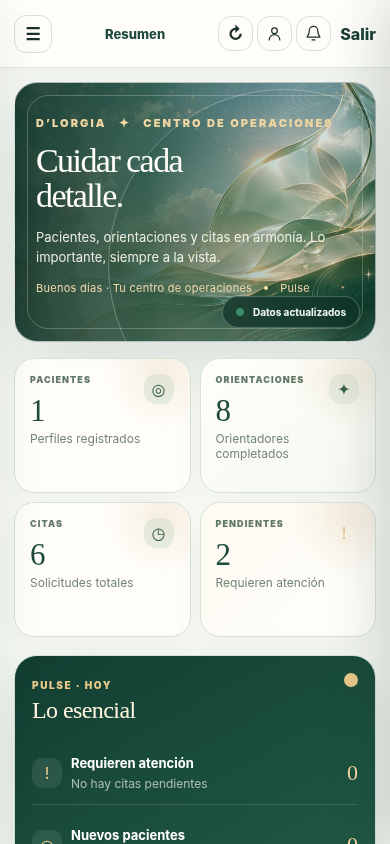 Resumen
Salir
D'LORGIA ✦ CENTRO DE OPERACIONES
Cuidar cada
detalle.
Pacientes, orientaciones y citas en armonía. Lo
importante, siempre a la vista.
Buenos días · Tu centro de operaciones • Pulse
Datos actualizados
PACIENTES
1
Perfiles registrados
ORIENTACIONES
8
Orientadores
completados
CITAS
6
Solicitudes totales
PENDIENTES
!
2
Requieren atención
PULSE · HOY
Lo esencial
!
Requieren atención
0
No hay citas pendientes
Nuevos pacientes
0